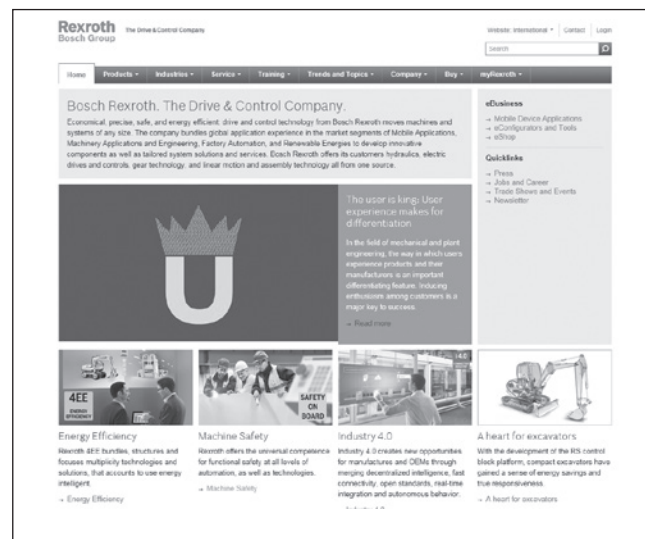 Rexroth
Bosch Group
The Drive & Control Company
Website: International
Contact
Login
Search
Home
Products
Industries
Service
Training
Trends and Topics
Company
Buy
myRexroth
Bosch Rexroth. The Drive & Control Company.
Economical, precise, safe, and energy efficient: drive and control technology from Bosch Rexroth moves machines and
systems of any size. The company bundles global application experience in the market segments of Mobile Applications,
Machinery Applications and Engineering, Factory Automation, and Renewable Energies to develop innovative
components as well as tailored system solutions and services. Bosch Rexroth offers its customers hydraulics, electric
drives and controls, gear technology, and linear motion and assembly technology all from one source.
eBusiness
→ Mobile Device Applications
→ eConfigurators and Tools
→ eShop
Quicklinks
→ Press
→ Jobs and Career
→ Trade Shows and Events
→ Newsletter
U
The user is king: User
experience makes for
differentiation
In the field of mechanical and plant
engineering, the way in which users
experience products and their
manufacturers is an important
differentiating feature. Inducing
enthusiasm among customers is a
major key to success.
→ Read more
4EE
ENERGY
EFFICIENCY
SAFETY
ON
BOARD
14.0
Energy Efficiency
Rexroth 4EE bundles, structures and
focuses multiplicity technologies and
solutions, that accounts to use energy
intelligent.
→ Energy Efficiency
Machine Safety
Rexroth offers the universal competence
for functional safety at all levels of
automation, as well as technologies.
→ Machine Safety
Industry 4.0
Industry 4.0 creates new opportunities
for manufactures and OEMs through
merging decentralized intelligence, fast
connectivity, open standards, real-time
integration and autonomous behavior.
A heart for excavators
With the development of the RS control
block platform, compact excavators have
gained a sense of energy savings and
true responsiveness.
→ A heart for excavators